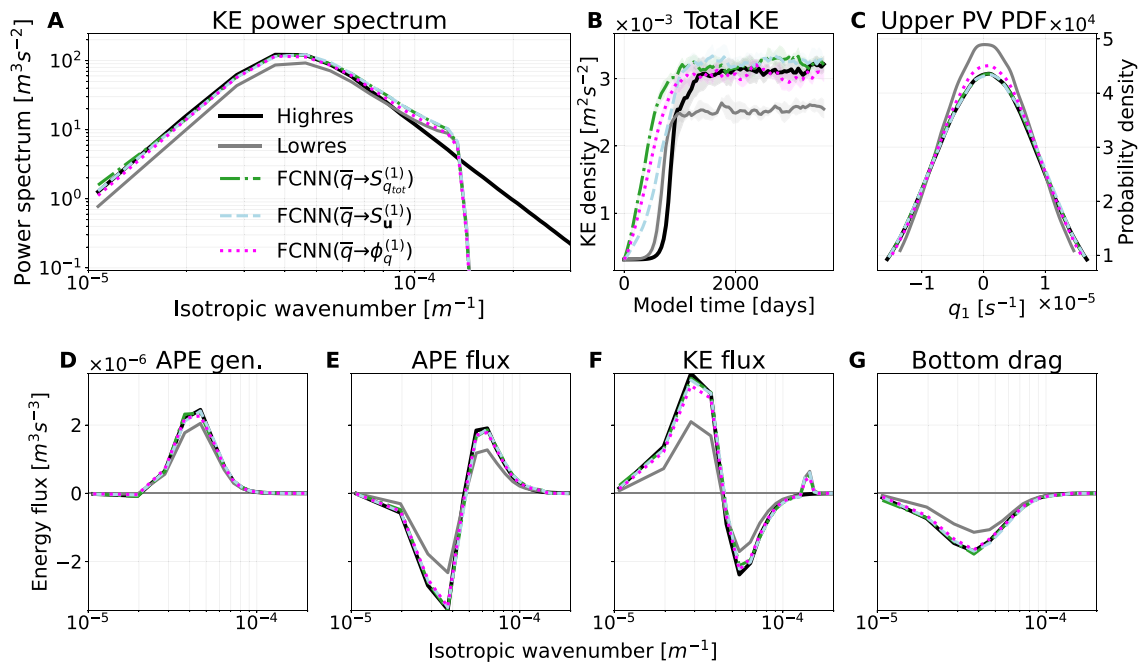 A KE power spectrum
Power spectrum [m³s⁻²]
10²
10¹
10⁰
10⁻¹
Highres
Lowres
FCNN(q̅→S_{q_{tot}}^{(1)})
FCNN(q̅→S_𝐮^{(1)})
FCNN(q̅→ϕ_q^{(1)})
10⁻⁵ 10⁻⁴
Isotropic wavenumber [m⁻¹]
B ×10⁻³ Total KE
KE density [m²s⁻²]
3
2
1
0 2000
Model time [days]
C Upper PV PDF ×10⁴
5
4
3
2
1
Probability density
−1 0 1
q₁ [s⁻¹] ×10⁻⁵
D ×10⁻⁶ APE gen.
Energy flux [m³s⁻³]
2
0
−2
10⁻⁵ 10⁻⁴
E APE flux
10⁻⁵ 10⁻⁴
F KE flux
10⁻⁵ 10⁻⁴
G Bottom drag
10⁻⁵ 10⁻⁴
Isotropic wavenumber [m⁻¹]